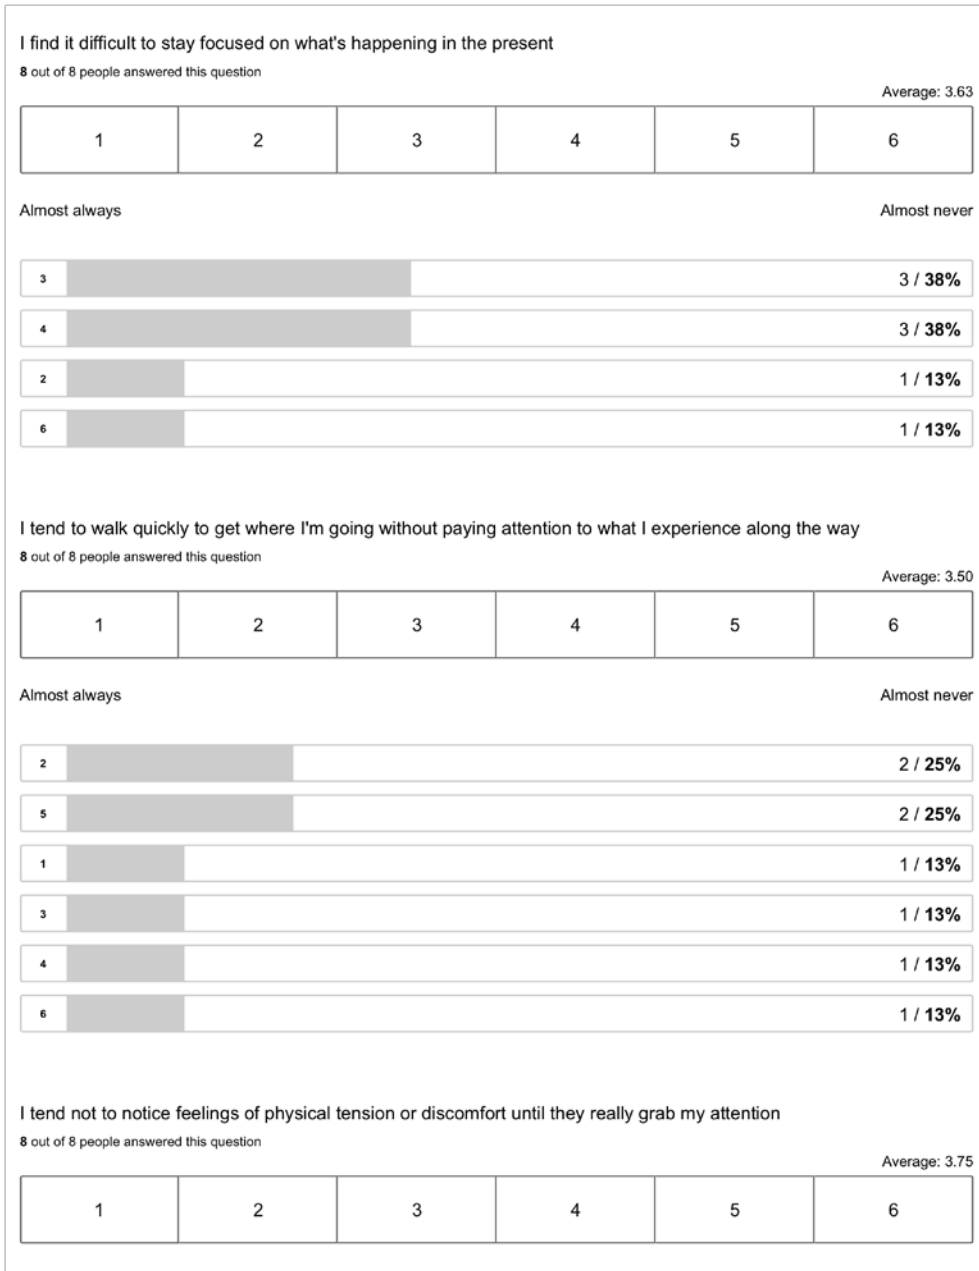 I find it difficult to stay focused on what's happening in the present
8 out of 8 people answered this question
Average: 3.63
1 2 3 4 5 6
Almost always Almost never
3 3 / 38%
4 3 / 38%
2 1 / 13%
6 1 / 13%
I tend to walk quickly to get where I'm going without paying attention to what I experience along the way
8 out of 8 people answered this question
Average: 3.50
1 2 3 4 5 6
Almost always Almost never
2 2 / 25%
5 2 / 25%
1 1 / 13%
3 1 / 13%
4 1 / 13%
6 1 / 13%
I tend not to notice feelings of physical tension or discomfort until they really grab my attention
8 out of 8 people answered this question
Average: 3.75
1 2 3 4 5 6